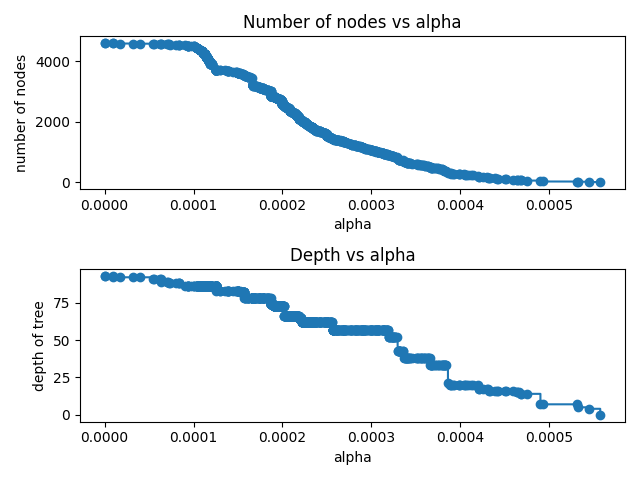 Number of nodes vs alpha
number of nodes
4000
2000
0
0.0000 0.0001 0.0002 0.0003 0.0004 0.0005
alpha
Depth vs alpha
depth of tree
75
50
25
0
0.0000 0.0001 0.0002 0.0003 0.0004 0.0005
alpha